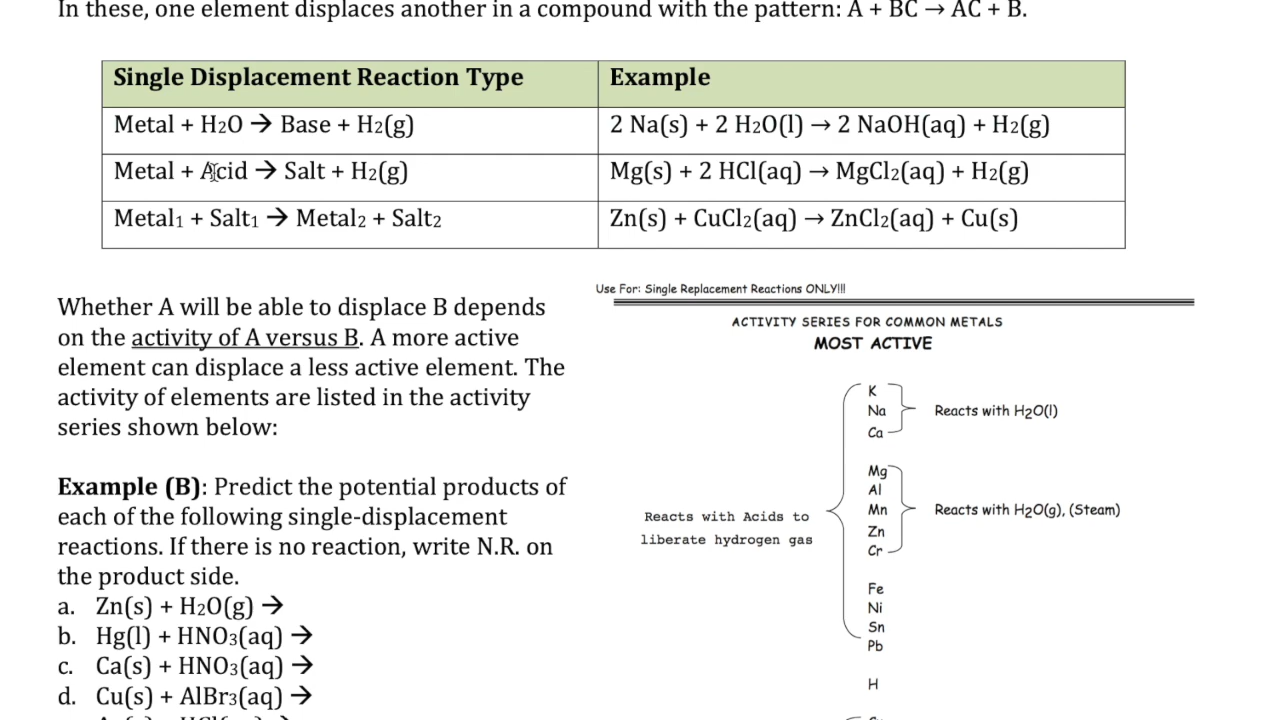 In these, one element displaces another in a compound with the pattern: A + BC → AC + B.
Single Displacement Reaction Type Example
Metal + H2O → Base + H2(g) 2 Na(s) + 2 H2O(l) → 2 NaOH(aq) + H2(g)
Metal + Acid → Salt + H2(g) Mg(s) + 2 HCl(aq) → MgCl2(aq) + H2(g)
Metal1 + Salt1 → Metal2 + Salt2 Zn(s) + CuCl2(aq) → ZnCl2(aq) + Cu(s)
Whether A will be able to displace B depends
on the activity of A versus B. A more active
element can displace a less active element. The
activity of elements are listed in the activity
series shown below:
Example (B): Predict the potential products of
each of the following single-displacement
reactions. If there is no reaction, write N.R. on
the product side.
a. Zn(s) + H2O(g) →
b. Hg(l) + HNO3(aq) →
c. Ca(s) + HNO3(aq) →
d. Cu(s) + AlBr3(aq) →
Use For: Single Replacement Reactions ONLY!!!
ACTIVITY SERIES FOR COMMON METALS
MOST ACTIVE
K
Na
Ca
Reacts with H2O(l)
Mg
Al
Mn
Zn
Cr
Reacts with H2O(g), (Steam)
Reacts with Acids to
liberate hydrogen gas
Fe
Ni
Sn
Pb
H